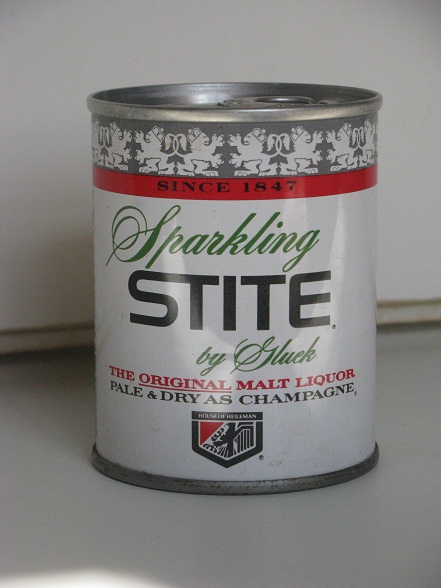 SINCE 1847
Sparkling
STITE®
by Gluek
THE ORIGINAL MALT LIQUOR
PALE & DRY AS CHAMPAGNE,
HOUSE OF HEILEMAN
®